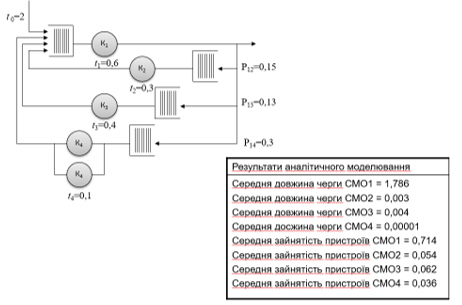 t₀=2
K₁
t₁=0,6
K₂
t₂=0,3
P₁₂=0,15
K₃
t₃=0,4
P₁₃=0,13
K₄
P₁₄=0,3
K₄
t₄=0,1
Результати аналітичного моделювання
Середня довжина черги СМО1 = 1,786
Середня довжина черги СМО2 = 0,003
Середня довжина черги СМО3 = 0,004
Середня досжина черги СМО4 = 0,00001
Середня зайнятість пристроїв СМО1 = 0,714
Середня зайнятість пристроїв СМО2 = 0,054
Середня зайнятість пристроїв СМО3 = 0,062
Середня зайнятість пристроїв СМО4 = 0,036